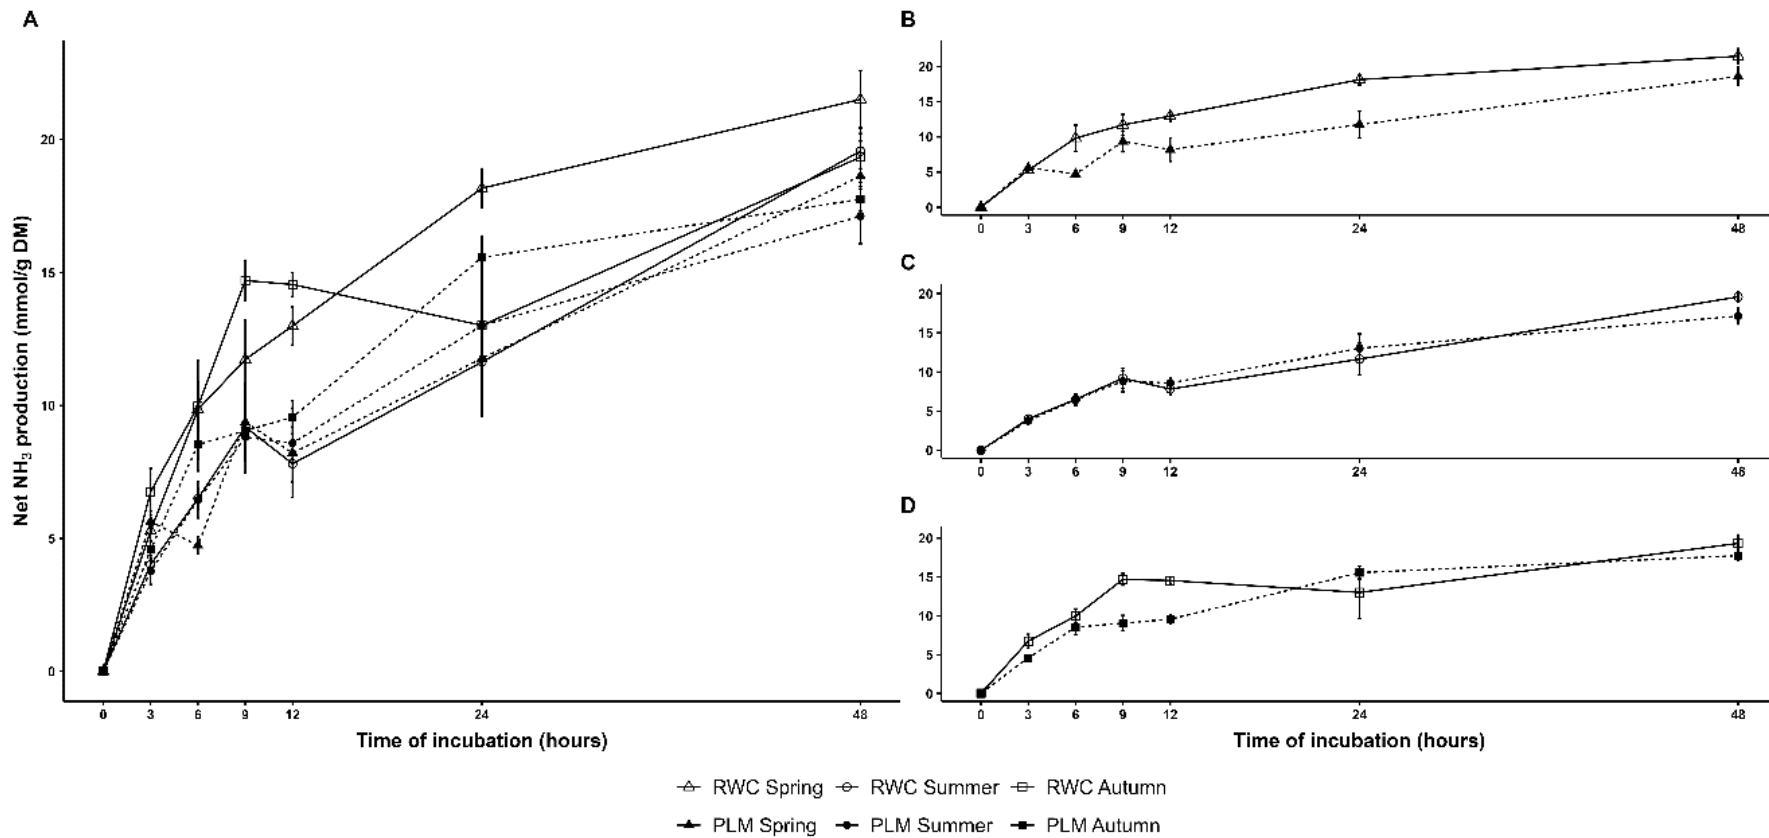 A
20
15
10
5
0
Net NH₃ production (mmol/g DM)
0 3 6 9 12 24 48
Time of incubation (hours)
B
20
15
10
5
0
0 3 6 9 12 24 48
C
20
15
10
5
0
0 3 6 9 12 24 48
D
20
15
10
5
0
0 3 6 9 12 24 48
Time of incubation (hours)
RWC Spring RWC Summer RWC Autumn
PLM Spring PLM Summer PLM Autumn